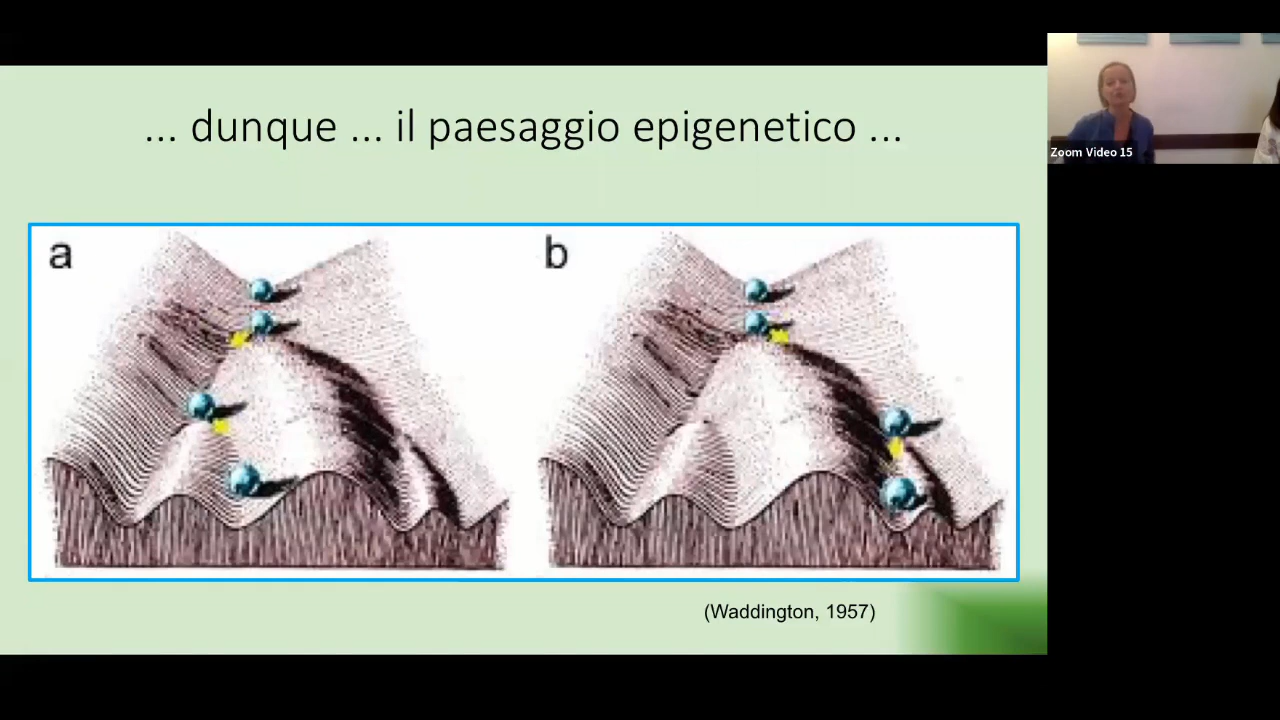 ... dunque ... il paesaggio epigenetico ...
a
b
(Waddington, 1957)
Zoom Video 15